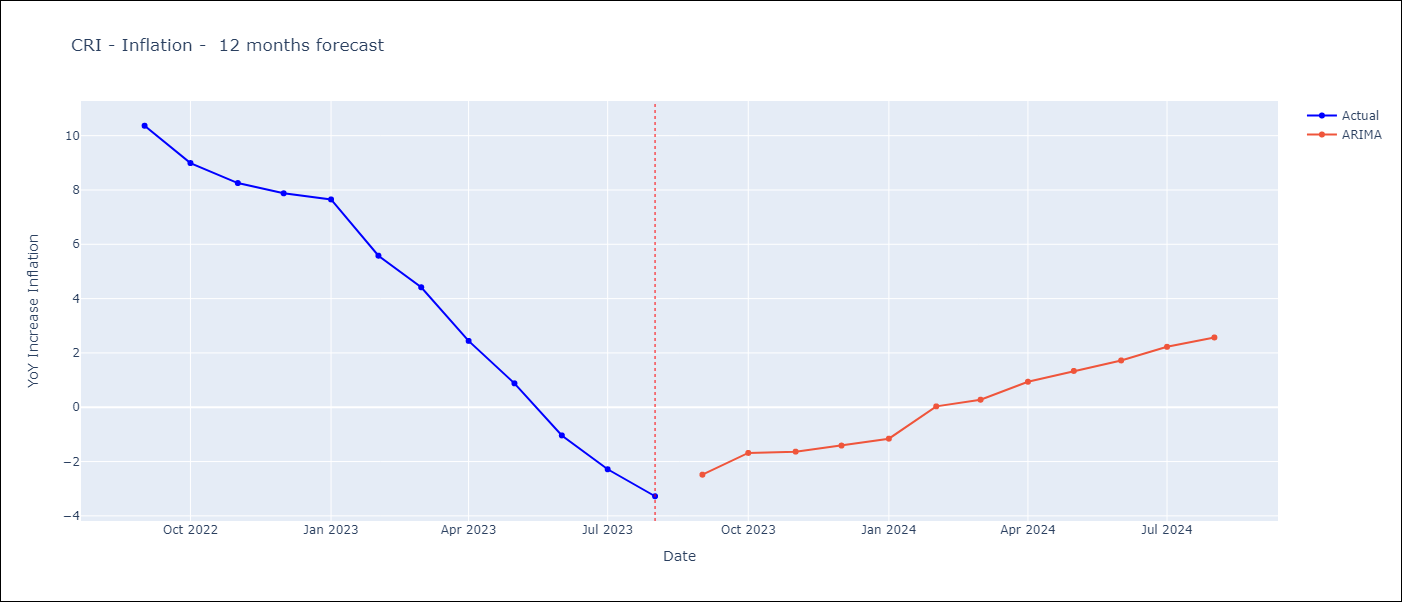 CRI - Inflation -  12 months forecast
Actual
ARIMA
YoY Increase Inflation
10
8
6
4
2
0
−2
−4
Oct 2022
Jan 2023
Apr 2023
Jul 2023
Oct 2023
Jan 2024
Apr 2024
Jul 2024
Date